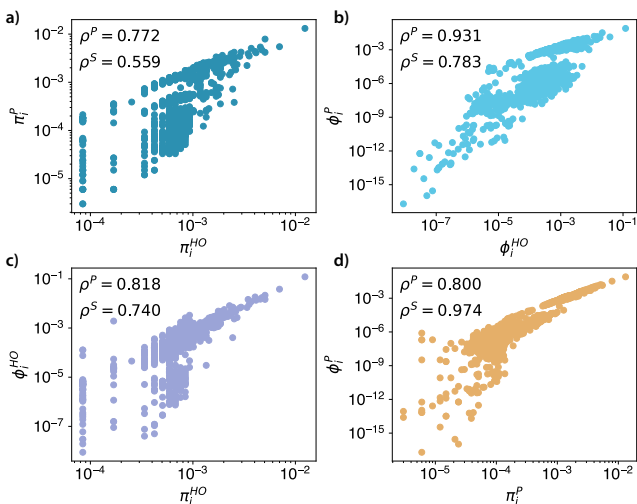 a)
ρ^P = 0.772
ρ^S = 0.559
10⁻²
10⁻³
10⁻⁴
10⁻⁵
π_i^P
10⁻⁴
10⁻³
10⁻²
π_i^{HO}
b)
ρ^P = 0.931
ρ^S = 0.783
10⁻³
10⁻⁶
10⁻⁹
10⁻¹²
10⁻¹⁵
ϕ_i^P
10⁻⁷
10⁻⁵
10⁻³
10⁻¹
ϕ_i^{HO}
c)
ρ^P = 0.818
ρ^S = 0.740
10⁻¹
10⁻³
10⁻⁵
10⁻⁷
ϕ_i^{HO}
10⁻⁴
10⁻³
10⁻²
π_i^{HO}
d)
ρ^P = 0.800
ρ^S = 0.974
10⁻³
10⁻⁶
10⁻⁹
10⁻¹²
10⁻¹⁵
ϕ_i^P
10⁻⁵
10⁻⁴
10⁻³
10⁻²
π_i^P